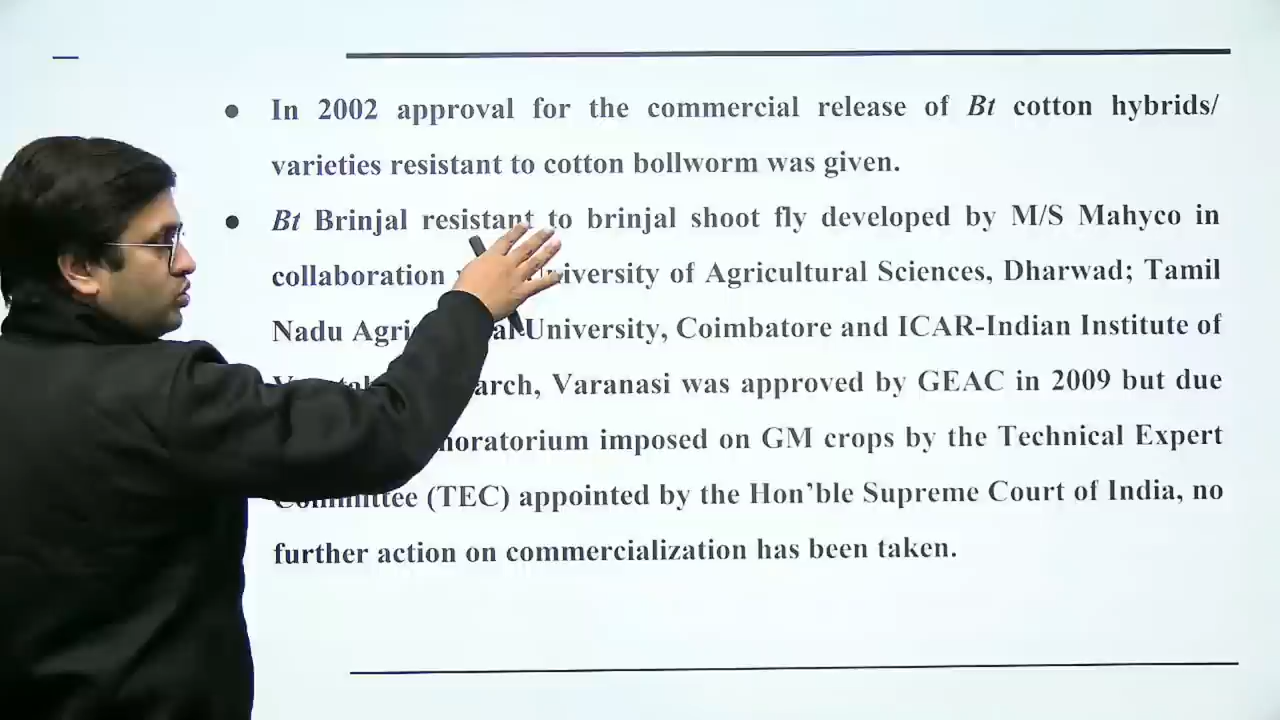 ● In 2002 approval for the commercial release of Bt cotton hybrids/
varieties resistant to cotton bollworm was given.
● Bt Brinjal resistant to brinjal shoot fly developed by M/S Mahyco in
collaboration University of Agricultural Sciences, Dharwad; Tamil
Nadu University, Coimbatore and ICAR-Indian Institute of
Varanasi was approved by GEAC in 2009 but due
moratorium imposed on GM crops by the Technical Expert
Committee (TEC) appointed by the Hon'ble Supreme Court of India, no
further action on commercialization has been taken.